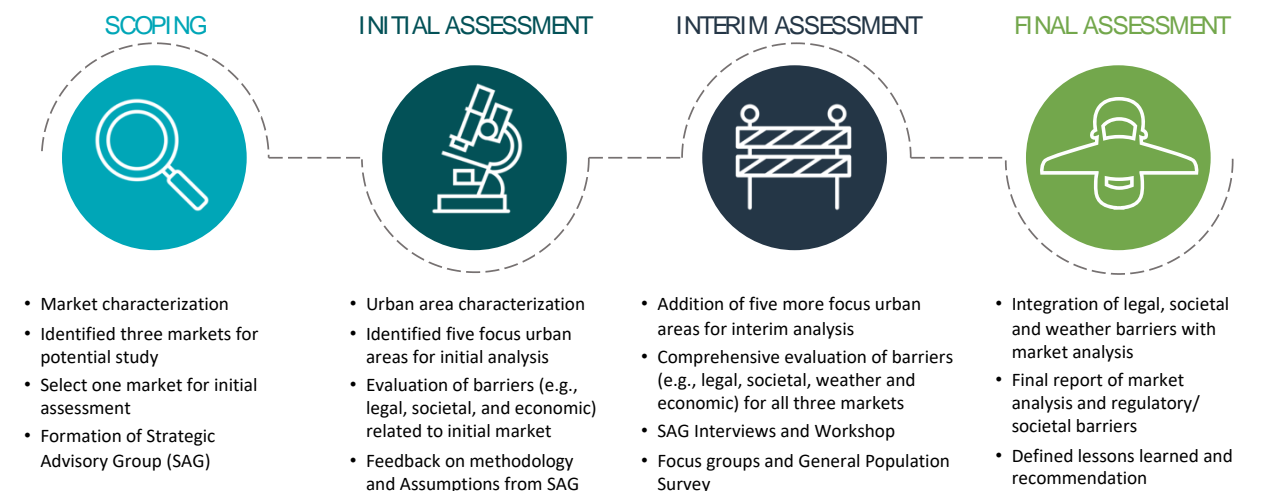 SCOPING
• Market characterization
• Identified three markets for
potential study
• Select one market for initial
assessment
• Formation of Strategic
Advisory Group (SAG)
INITIAL ASSESSMENT
• Urban area characterization
• Identified five focus urban
areas for initial analysis
• Evaluation of barriers (e.g.,
legal, societal, and economic)
related to initial market
• Feedback on methodology
and Assumptions from SAG
INTERIM ASSESSMENT
• Addition of five more focus urban
areas for interim analysis
• Comprehensive evaluation of barriers
(e.g., legal, societal, weather and
economic) for all three markets
• SAG Interviews and Workshop
• Focus groups and General Population
Survey
FINAL ASSESSMENT
• Integration of legal, societal
and weather barriers with
market analysis
• Final report of market
analysis and regulatory/
societal barriers
• Defined lessons learned and
recommendation